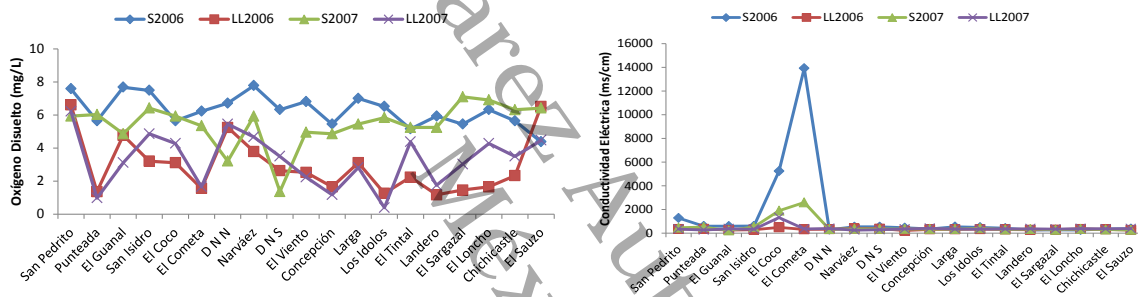 S2006 LL2006 S2007 LL2007
Oxígeno Disuelto (mg/L)
10
8
6
4
2
0
San Pedrito
Punteada
El Guanal
San Isidro
El Coco
El Cometa
D N N
Narváez
D N S
El Viento
Concepción
Larga
Los Idolos
El Tintal
Landero
El Sargazal
El Loncho
Chichicastle
El Sauzo
S2006 LL2006 S2007 LL2007
Conductividad Eléctrica (ms/cm)
16000
14000
12000
10000
8000
6000
4000
2000
0
San Pedrito
Punteada
El Guanal
San Isidro
El Coco
El Cometa
D N N
Narváez
D N S
El Viento
Concepción
Larga
Los Idolos
El Tintal
Landero
El Sargazal
El Loncho
Chichicastle
El Sauzo